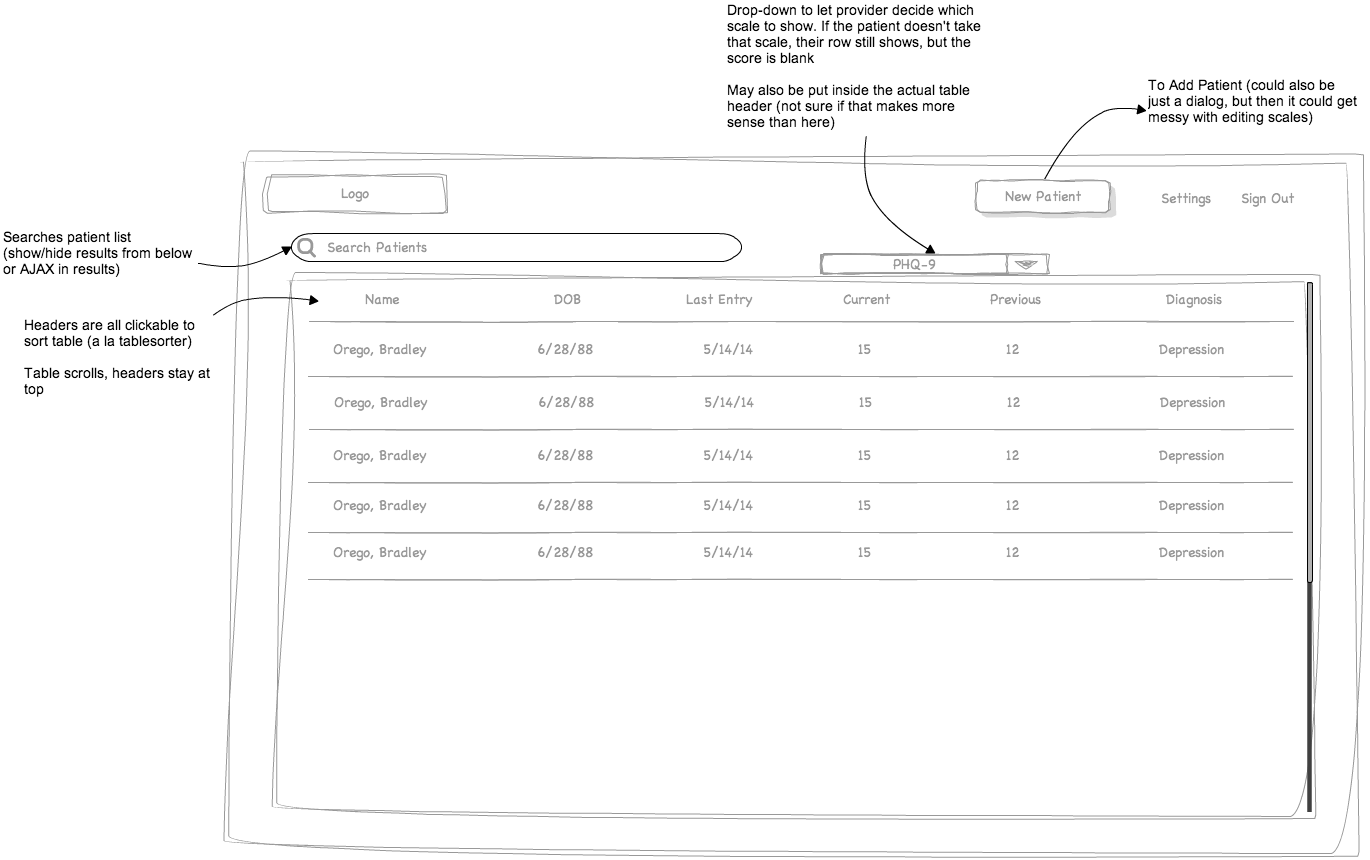 Drop-down to let provider decide which
scale to show. If the patient doesn't take
that scale, their row still shows, but the
score is blank
May also be put inside the actual table
header (not sure if that makes more
sense than here)
To Add Patient (could also be
just a dialog, but then it could get
messy with editing scales)
Logo
New Patient
Settings
Sign Out
Searches patient list
(show/hide results from below
or AJAX in results)
Search Patients
PHQ-9
Headers are all clickable to
sort table (a la tablesorter)
Table scrolls, headers stay at
top
Name DOB Last Entry Current Previous Diagnosis
Orego, Bradley 6/28/88 5/14/14 15 12 Depression
Orego, Bradley 6/28/88 5/14/14 15 12 Depression
Orego, Bradley 6/28/88 5/14/14 15 12 Depression
Orego, Bradley 6/28/88 5/14/14 15 12 Depression
Orego, Bradley 6/28/88 5/14/14 15 12 Depression